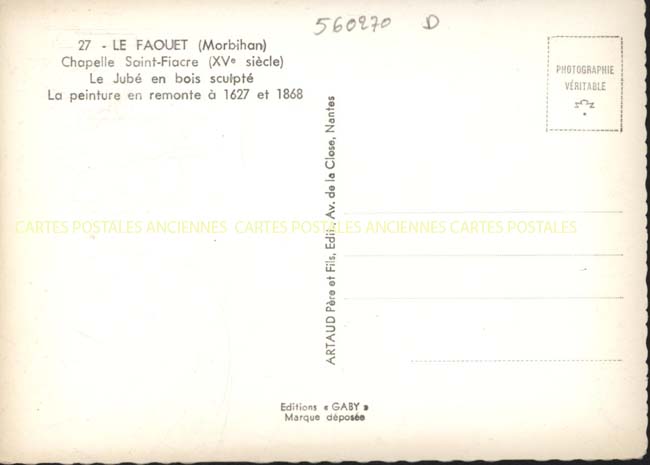 560270 D
27 - LE FAOUET (Morbihan)
Chapelle Saint-Fiacre (XVe siècle)
Le Jubé en bois sculpté
La peinture en remonte à 1627 et 1868
PHOTOGRAPHIE
VÉRITABLE
ARTAUD Père et Fils, Edit. Av. de la Close, Nantes
CARTES POSTALES ANCIENNES CARTES POSTALES ANCIENNES CARTES POSTALES
Editions « GABY »
Marque déposée